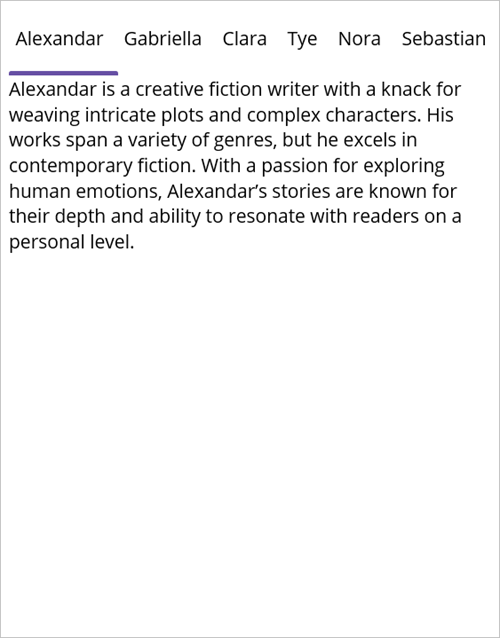 Alexandar Gabriella Clara Tye Nora Sebastian
Alexandar is a creative fiction writer with a knack for
weaving intricate plots and complex characters. His
works span a variety of genres, but he excels in
contemporary fiction. With a passion for exploring
human emotions, Alexandar’s stories are known for
their depth and ability to resonate with readers on a
personal level.